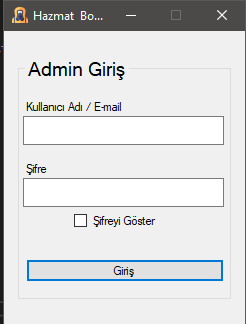 Hazmat Bo...
Admin Giriş
Kullanıcı Adı / E-mail
Şifre
Şifreyi Göster
Giriş